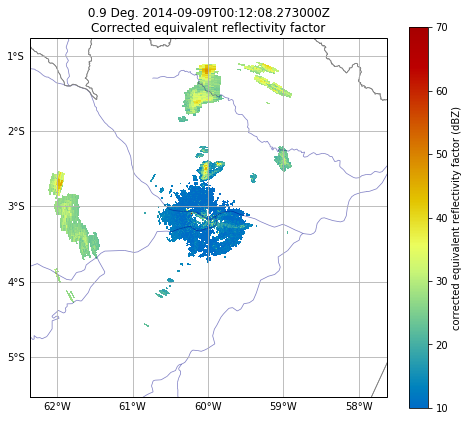 0.9 Deg. 2014-09-09T00:12:08.273000Z
Corrected equivalent reflectivity factor
1°S
2°S
3°S
4°S
5°S
62°W 61°W 60°W 59°W 58°W
70
60
50
40
30
20
10
corrected equivalent reflectivity factor (dBZ)